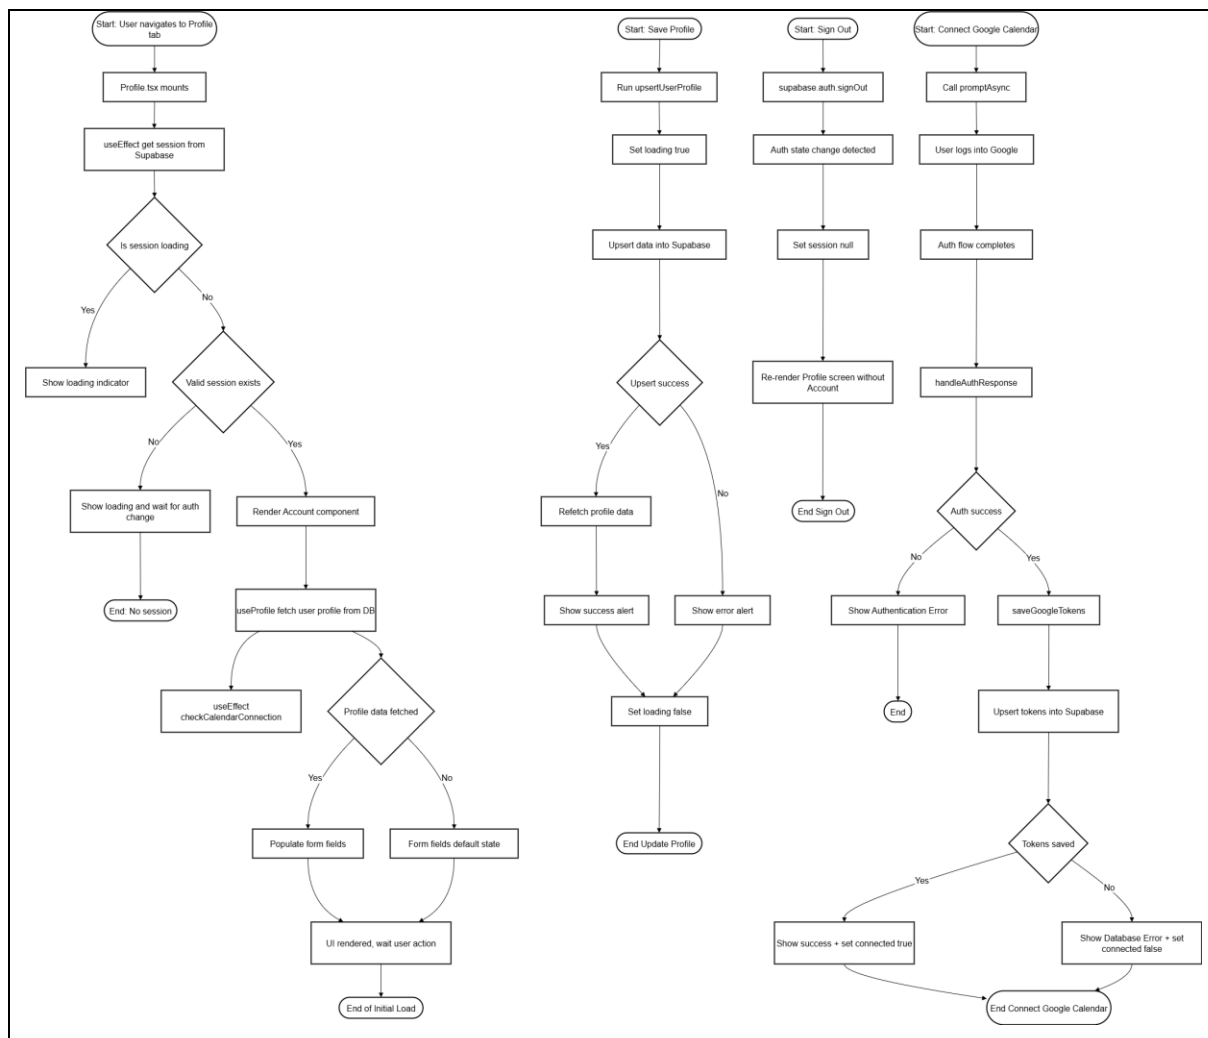 Start: User navigates to Profile
tab
Profile.tsx mounts
useEffect get session from
Supabase
Is session loading
Yes
No
Show loading indicator
Valid session exists
No
Yes
Show loading and wait for auth
change
Render Account component
End: No session
useProfile fetch user profile from DB
useEffect
checkCalendarConnection
Profile data fetched
Yes
No
Populate form fields
Form fields default state
UI rendered, wait user action
End of Initial Load
Start: Save Profile
Run upsertUserProfile
Set loading true
Upsert data into Supabase
Upsert success
Yes
No
Refetch profile data
Show success alert
Show error alert
Set loading false
End Update Profile
Start: Sign Out
supabase.auth.signOut
Auth state change detected
Set session null
Re-render Profile screen without
Account
End Sign Out
Start: Connect Google Calendar
Call promptAsync
User logs into Google
Auth flow completes
handleAuthResponse
Auth success
No
Yes
Show Authentication Error
saveGoogleTokens
End
Upsert tokens into Supabase
Tokens saved
Yes
No
Show success + set connected true
Show Database Error + set
connected false
End Connect Google Calendar